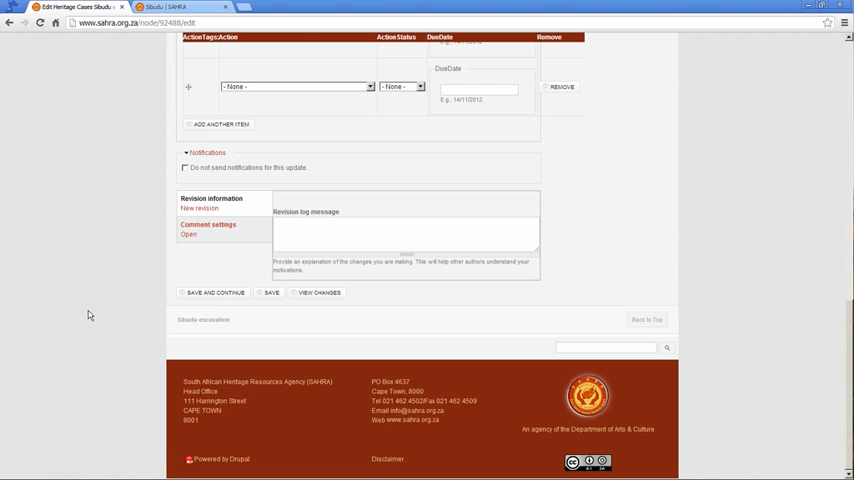 Edit Heritage Cases Sibudu e
Sibudu | SAHRA
www.sahra.org.za/node/92488/edit
ActionTags:Action ActionStatus DueDate Remove
DueDate
- None - - None - REMOVE
E.g., 14/11/2012
ADD ANOTHER ITEM
Notifications
Do not send notifications for this update.
Revision information
New revision
Comment settings
Open
Revision log message
Provide an explanation of the changes you are making. This will help other authors understand your
motivations.
SAVE AND CONTINUE SAVE VIEW CHANGES
Sibudu excavation Back to Top
South African Heritage Resources Agency (SAHRA)
Head Office
111 Harrington Street
CAPE TOWN
8001
PO Box 4637
Cape Town, 8000
Tel 021 462 4502/Fax 021 462 4509
Email info@sahra.org.za
Web www.sahra.org.za
An agency of the Department of Arts & Culture
Powered by Drupal Disclaimer